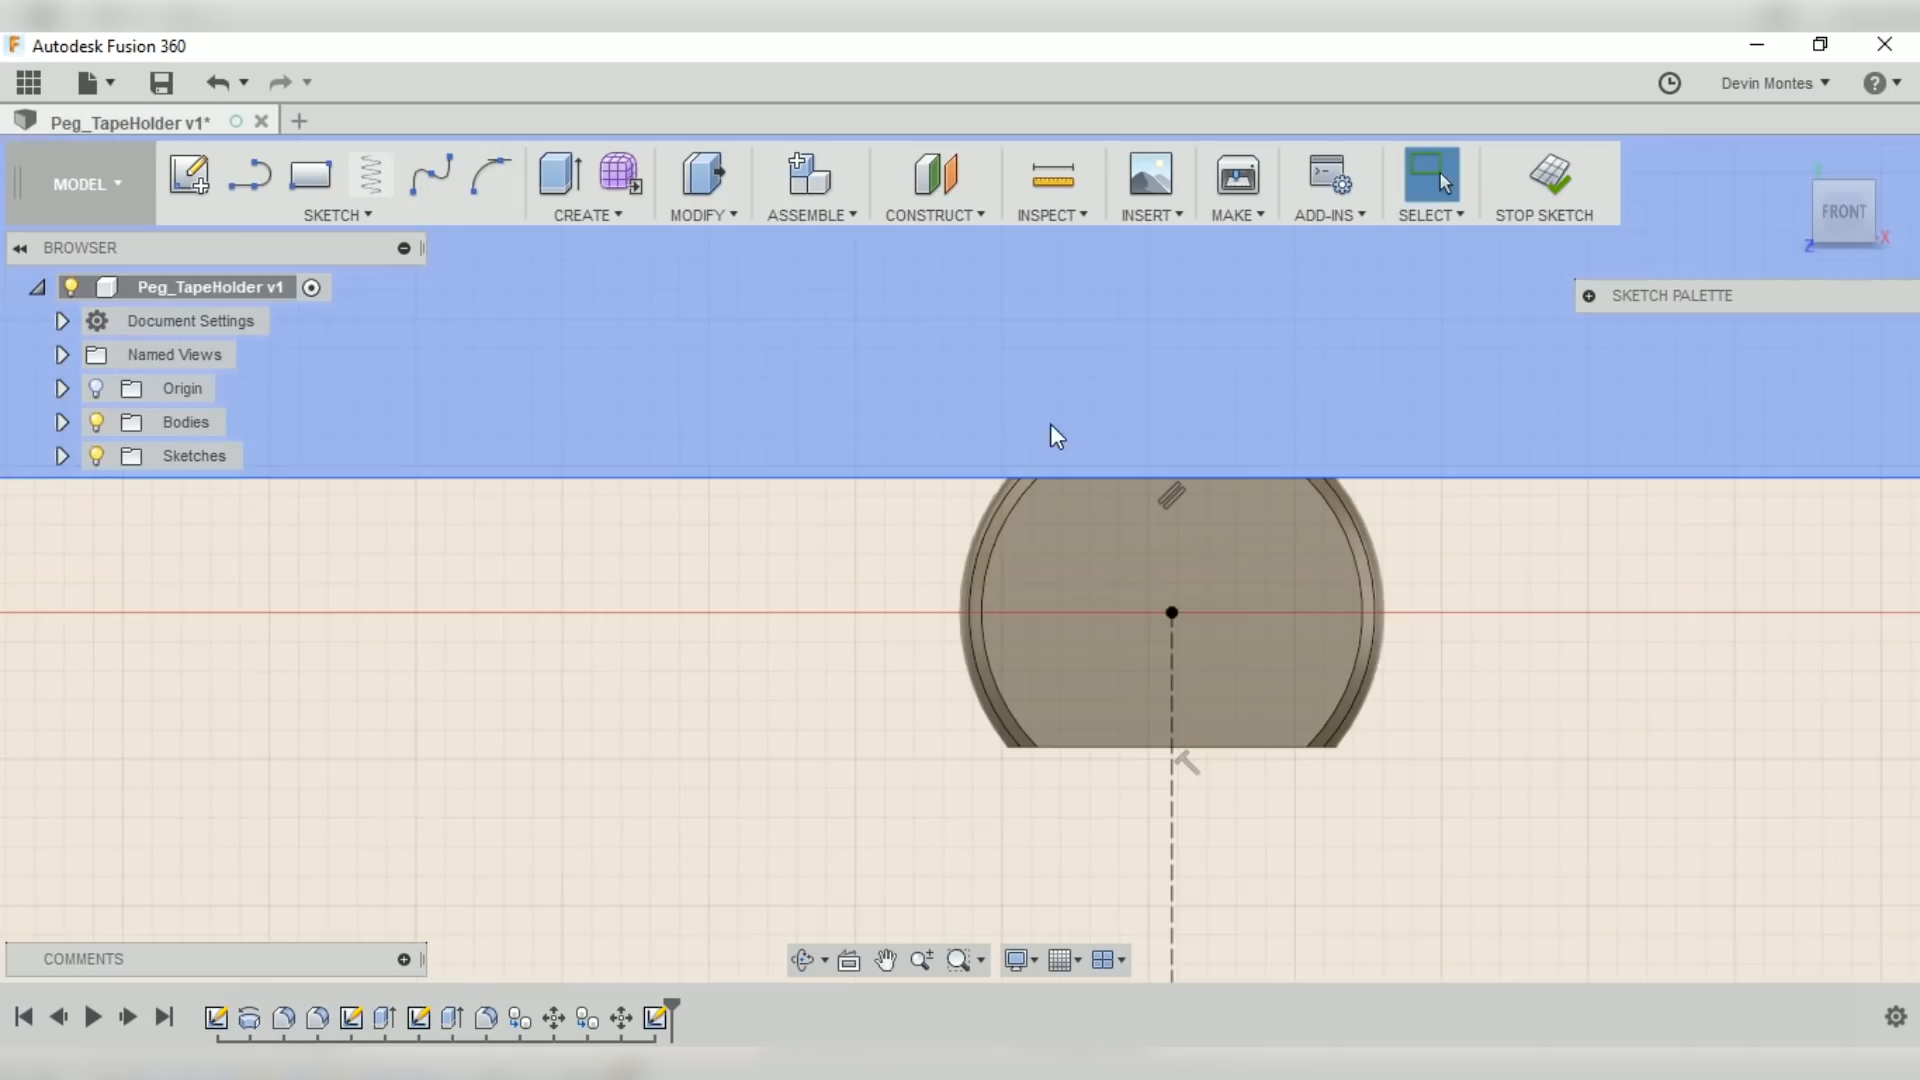 Autodesk Fusion 360
Devin Montes
Peg_TapeHolder v1*
MODEL
SKETCH CREATE MODIFY ASSEMBLE CONSTRUCT INSPECT INSERT MAKE ADD-INS SELECT STOP SKETCH
FRONT
X
Z
BROWSER
Peg_TapeHolder v1
SKETCH PALETTE
Document Settings
Named Views
Origin
Bodies
Sketches
COMMENTS